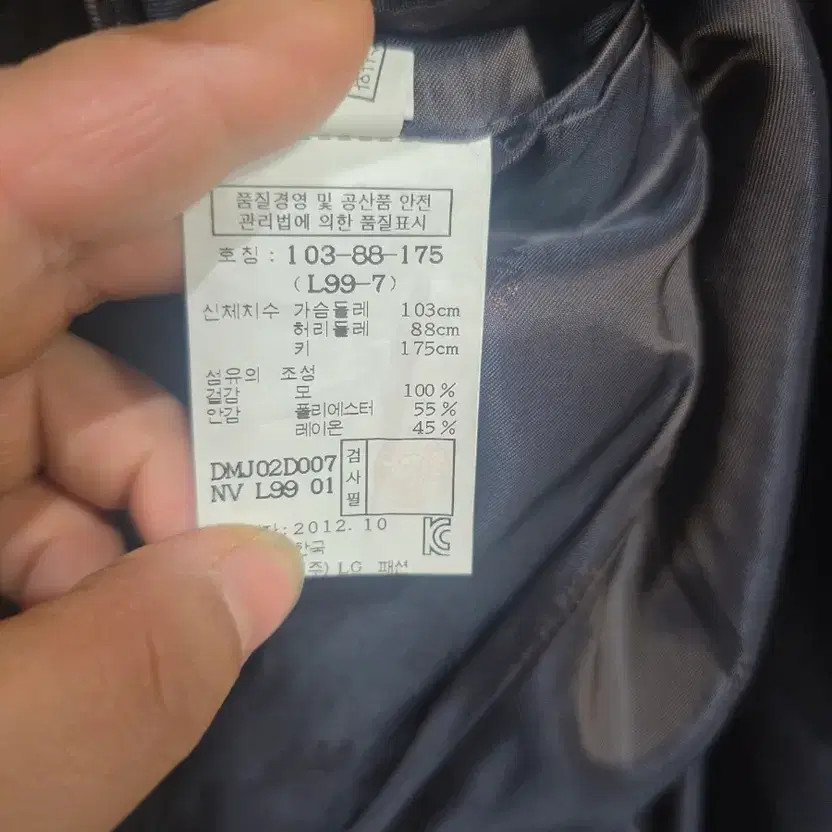 품질경영 및 공산품 안전
관리법에 의한 품질표시
호칭 : 103-88-175
(L99-7)
신체치수 가슴둘레 103cm
허리둘레 88cm
키 175cm
섬유의 조성
겉감 모 100%
안감 폴리에스터 55%
레이온 45%
DMJ02D007
NV L99 01
검사필
: 2012. 10
한국
주) LG 패션